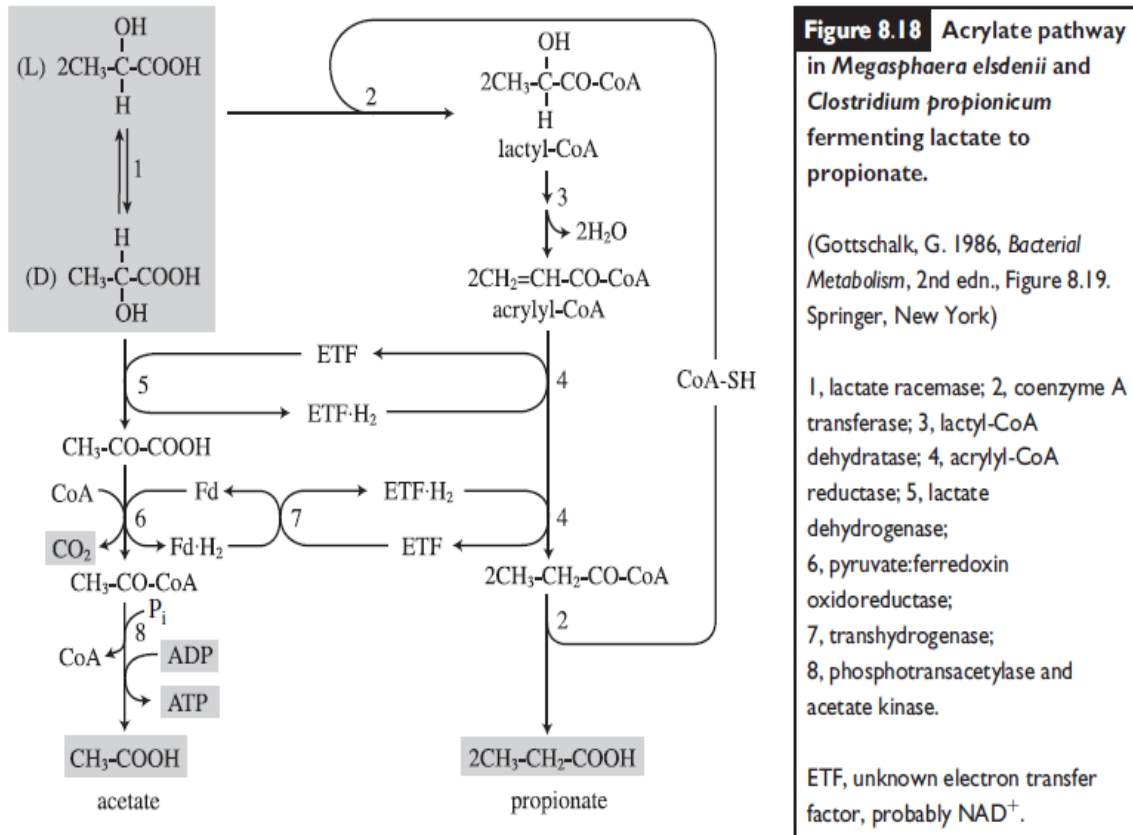 OH
(L) 2CH₃-C-COOH
H
1
H
(D) CH₃-C-COOH
OH
2
OH
2CH₃-C-CO-CoA
H
lactyl-CoA
3
2H₂O
2CH₂=CH-CO-CoA
acrylyl-CoA
ETF
5
4
CoA-SH
ETF·H₂
CH₃-CO-COOH
CoA
Fd
ETF·H₂
6
7
4
CO₂
Fd·H₂
ETF
CH₃-CO-CoA
2CH₃-CH₂-CO-CoA
Pᵢ
8
2
CoA
ADP
ATP
CH₃-COOH
2CH₃-CH₂-COOH
acetate
propionate
Figure 8.18 Acrylate pathway
in Megasphaera elsdenii and
Clostridium propionicum
fermenting lactate to
propionate.
(Gottschalk, G. 1986, Bacterial
Metabolism, 2nd edn., Figure 8.19.
Springer, New York)
1, lactate racemase; 2, coenzyme A
transferase; 3, lactyl-CoA
dehydratase; 4, acrylyl-CoA
reductase; 5, lactate
dehydrogenase;
6, pyruvate:ferredoxin
oxidoreductase;
7, transhydrogenase;
8, phosphotransacetylase and
acetate kinase.
ETF, unknown electron transfer
factor, probably NAD⁺.